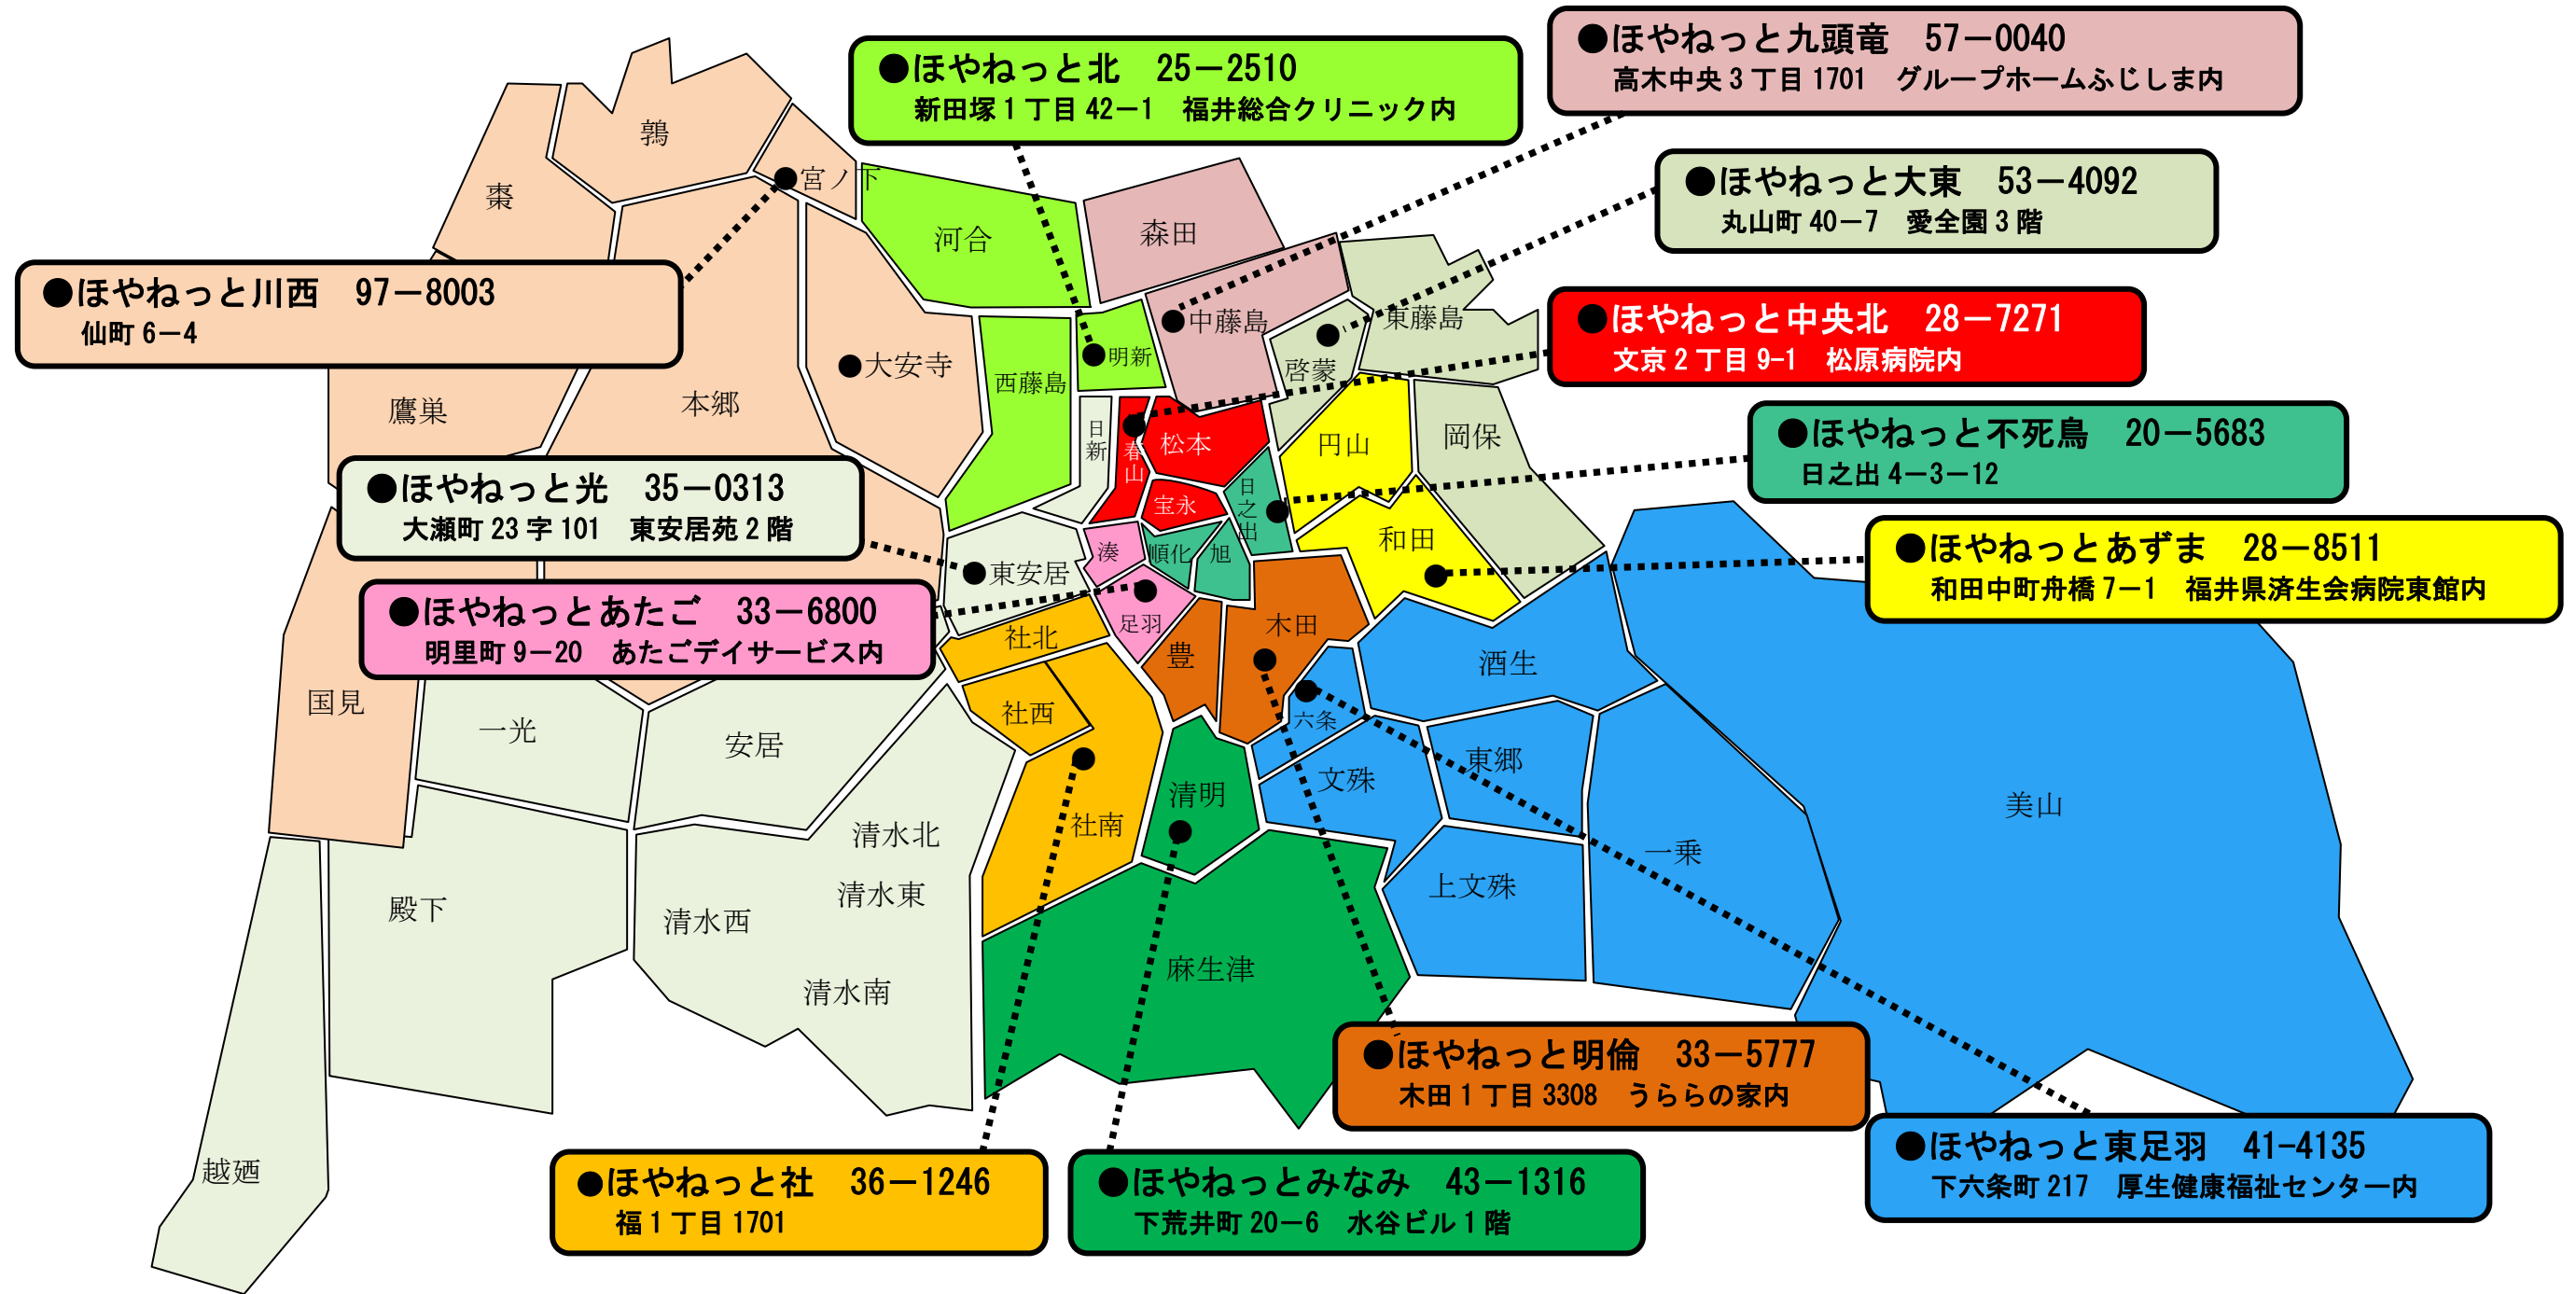 ●ほやねっと九頭竜　57－0040
高木中央3丁目1701　グループホームふじしま内
●ほやねっと北　25－2510
新田塚1丁目42－1　福井総合クリニック内
●ほやねっと大東　53－4092
丸山町40－7　愛全園3階
●ほやねっと川西　97－8003
仙町6－4
●ほやねっと中央北　28－7271
文京2丁目9-1　松原病院内
●ほやねっと不死鳥　20－5683
日之出4－3－12
●ほやねっと光　35－0313
大瀬町23字101　東安居苑2階
●ほやねっとあずま　28－8511
和田中町舟橋7－1　福井県済生会病院東館内
●ほやねっとあたご　33－6800
明里町9－20　あたごデイサービス内
●ほやねっと明倫　33－5777
木田1丁目3308　うららの家内
●ほやねっと東足羽　41-4135
下六条町217　厚生健康福祉センター内
●ほやねっと社　36－1246
福1丁目1701
●ほやねっとみなみ　43－1316
下荒井町20－6　水谷ビル1階
鶉
棗
●宮ノ下
河合
森田
●中藤島
東藤島
啓蒙
●明新
●大安寺
西藤島
鷹巣
本郷
日新
春山
松本
円山
岡保
宝永
日之出
和田
湊
順化
旭
●東安居
足羽
社北
豊
木田
酒生
国見
一光
安居
社西
六条
東郷
文殊
清明
社南
美山
一乗
上文殊
清水北
清水東
清水西
清水南
殿下
麻生津
越廼